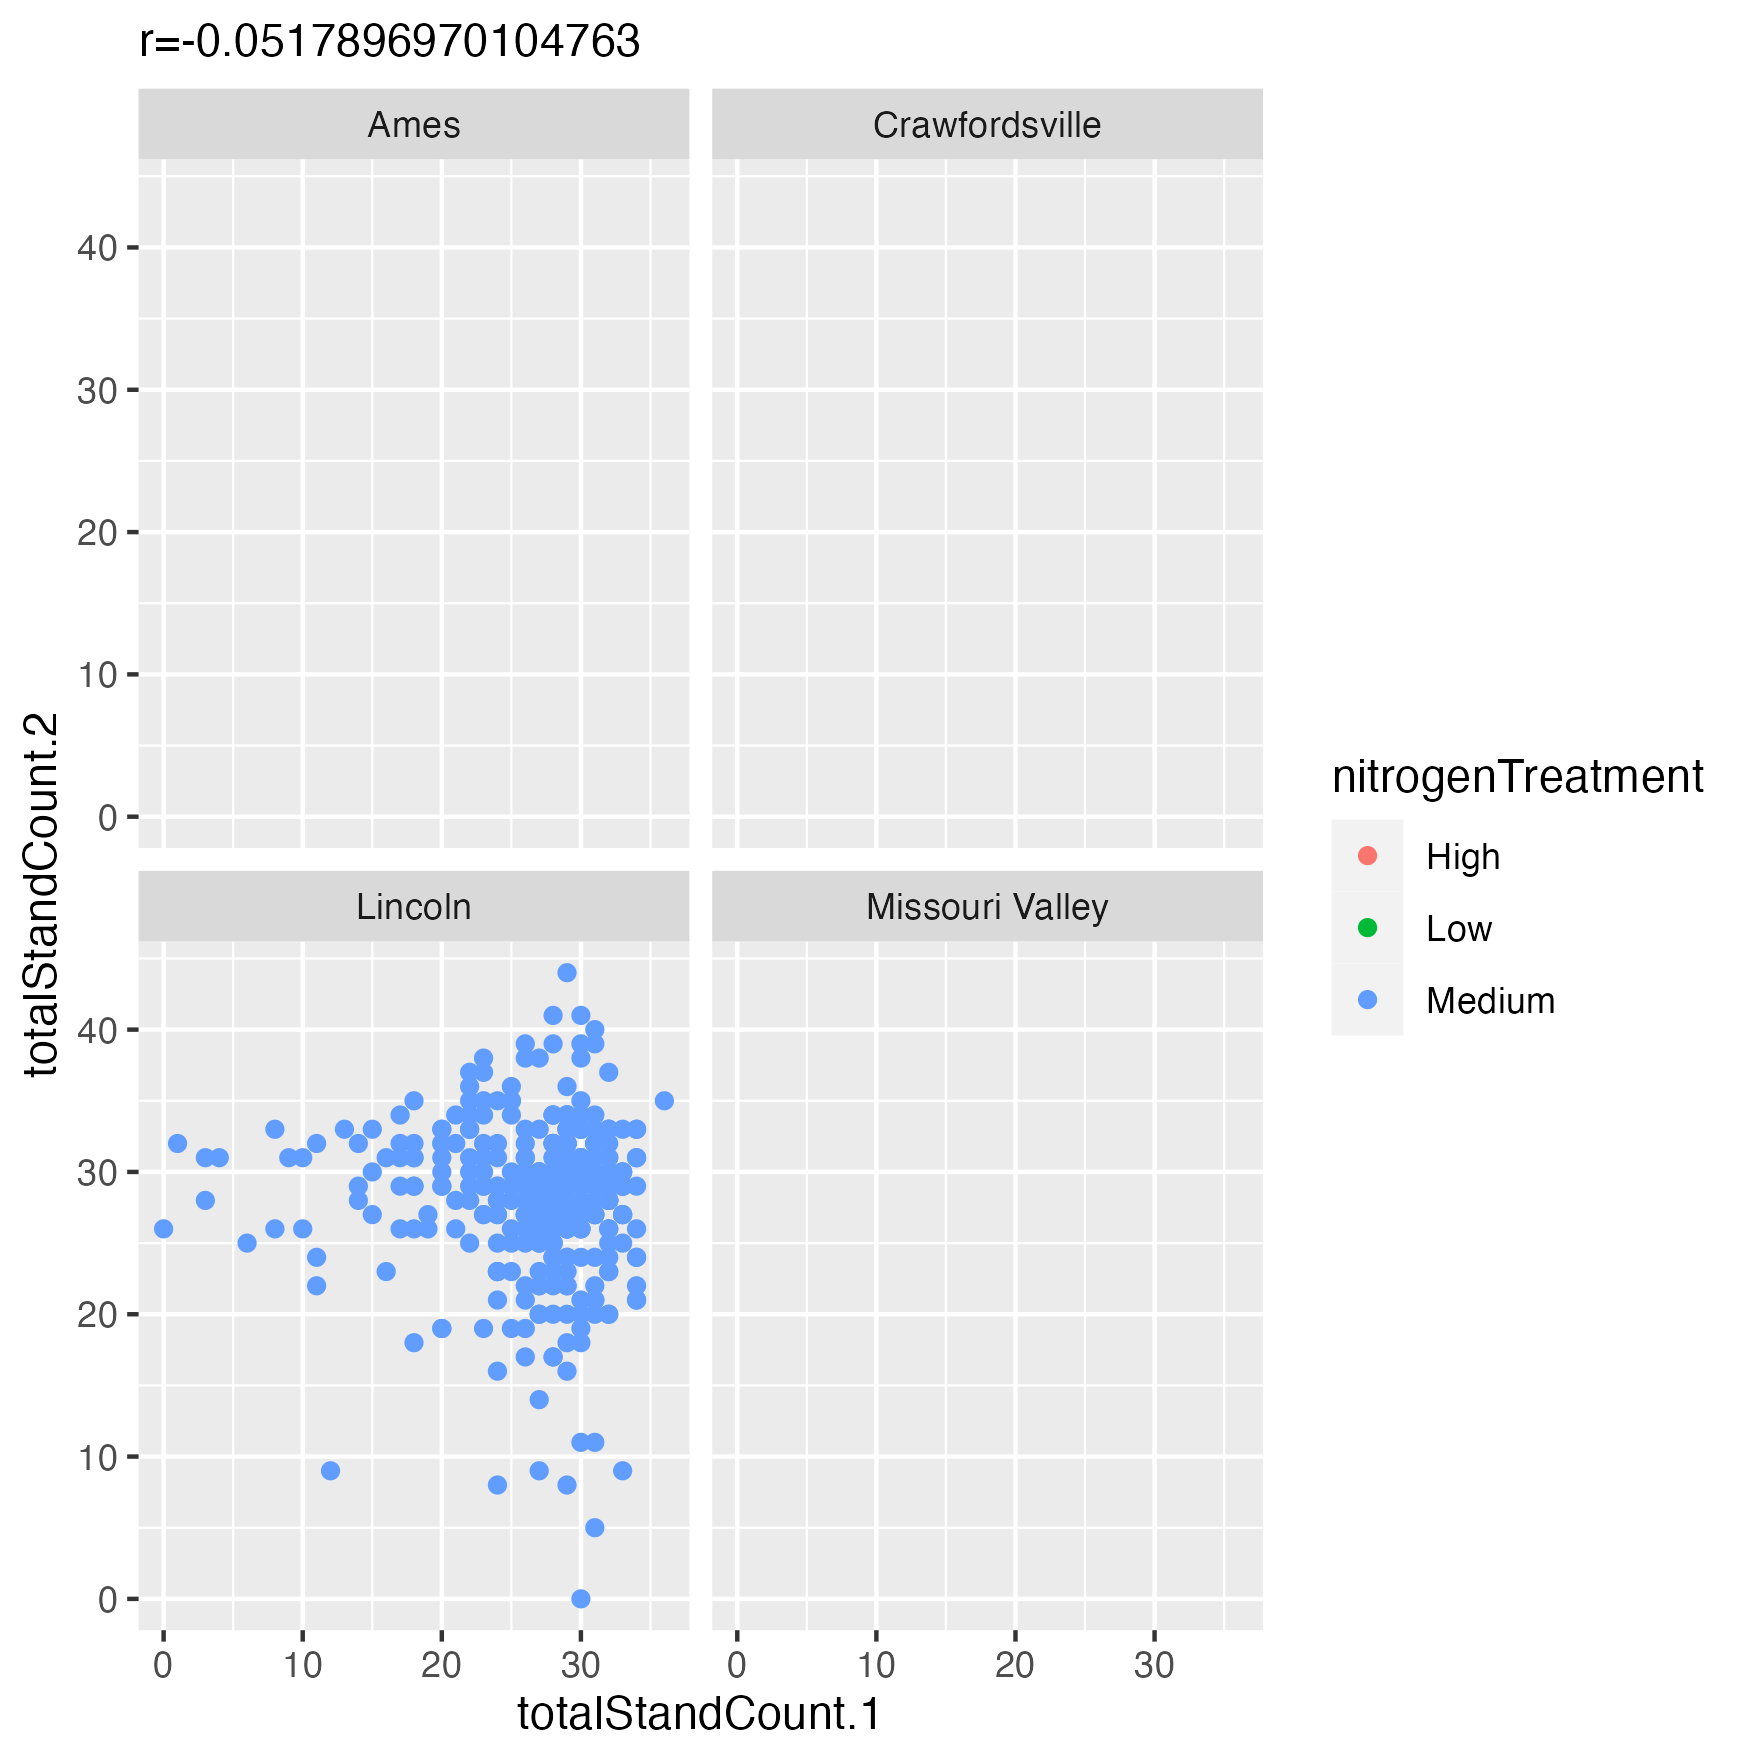 r=-0.0517896970104763
Ames
Crawfordsville
40
30
20
10
0
Lincoln
Missouri Valley
40
30
20
10
0
0 10 20 30
0 10 20 30
totalStandCount.1
totalStandCount.2
nitrogenTreatment
High
Low
Medium